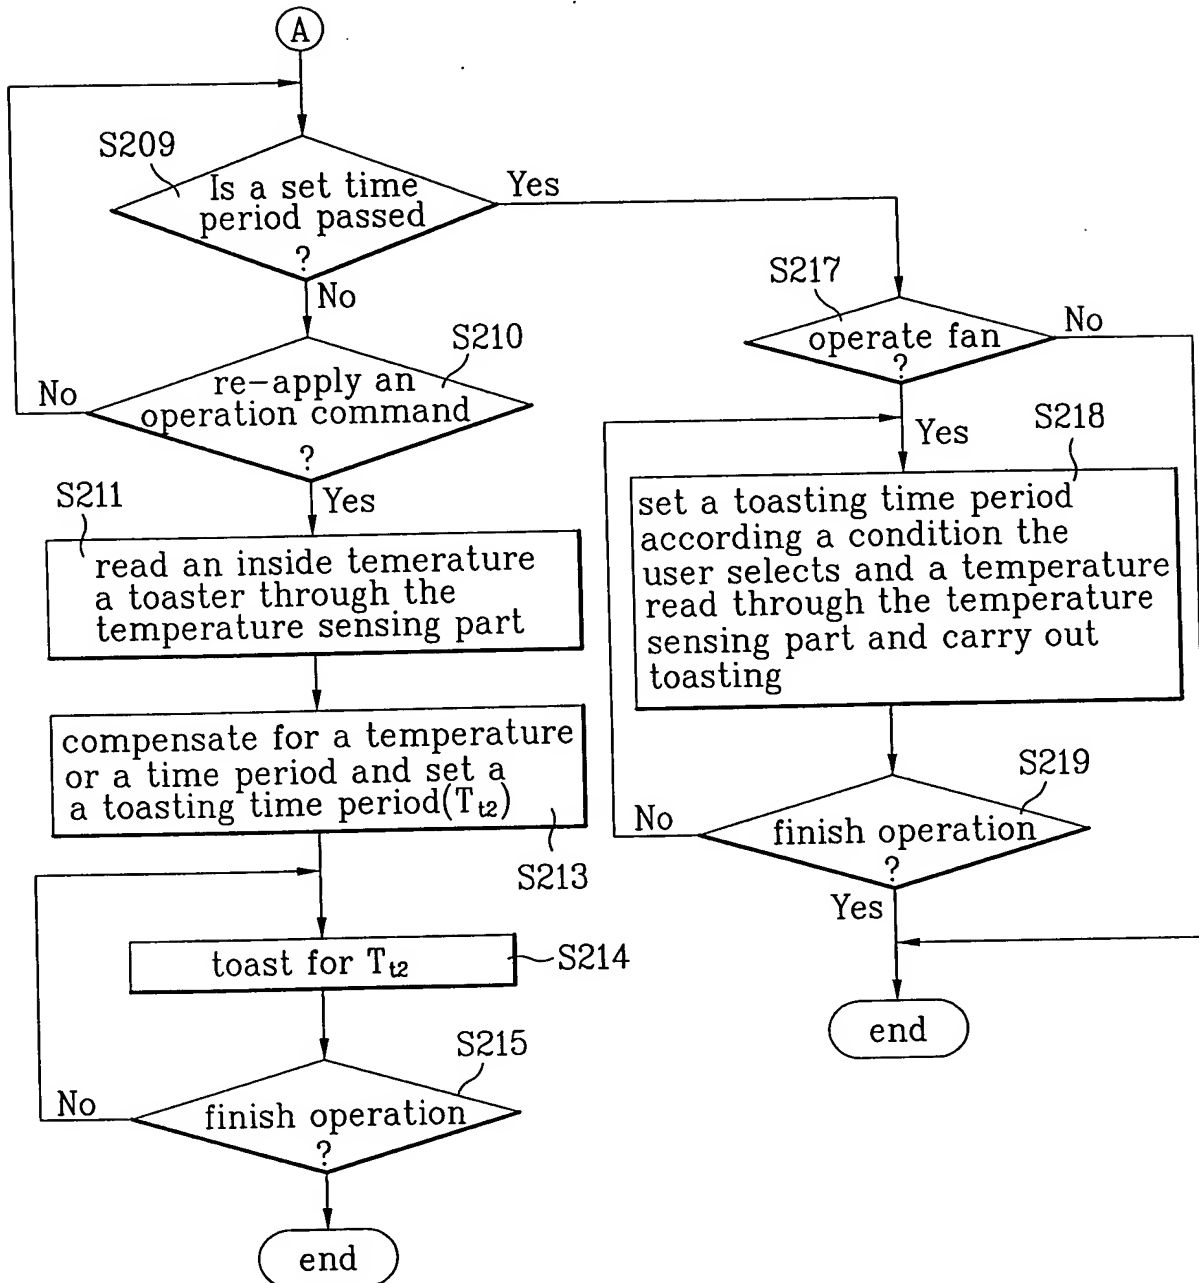 A
S209
Is a set time
period passed
?
Yes
No
S210
re-apply an
operation command
?
No
Yes
S211
read an inside temerature
a toaster through the
temperature sensing part
compensate for a temperature
or a time period and set a
a toasting time period(Tt2)
S213
toast for Tt2
S214
S215
finish operation
?
No
end
S217
operate fan
?
No
Yes
S218
set a toasting time period
according a condition the
user selects and a temperature
read through the temperature
sensing part and carry out
toasting
S219
finish operation
?
No
Yes
end